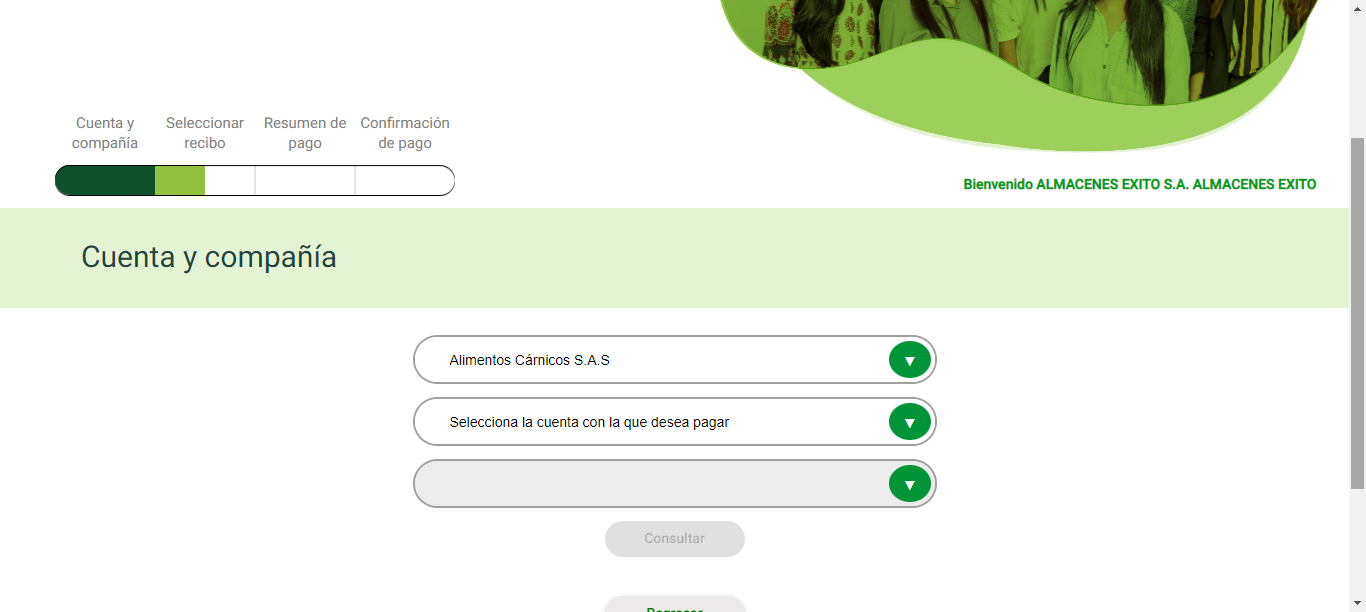 Cuenta y
compañía
Seleccionar
recibo
Resumen de
pago
Confirmación
de pago
Bienvenido ALMACENES EXITO S.A. ALMACENES EXITO
Cuenta y compañía
Alimentos Cárnicos S.A.S
Selecciona la cuenta con la que desea pagar
Consultar
Regresar